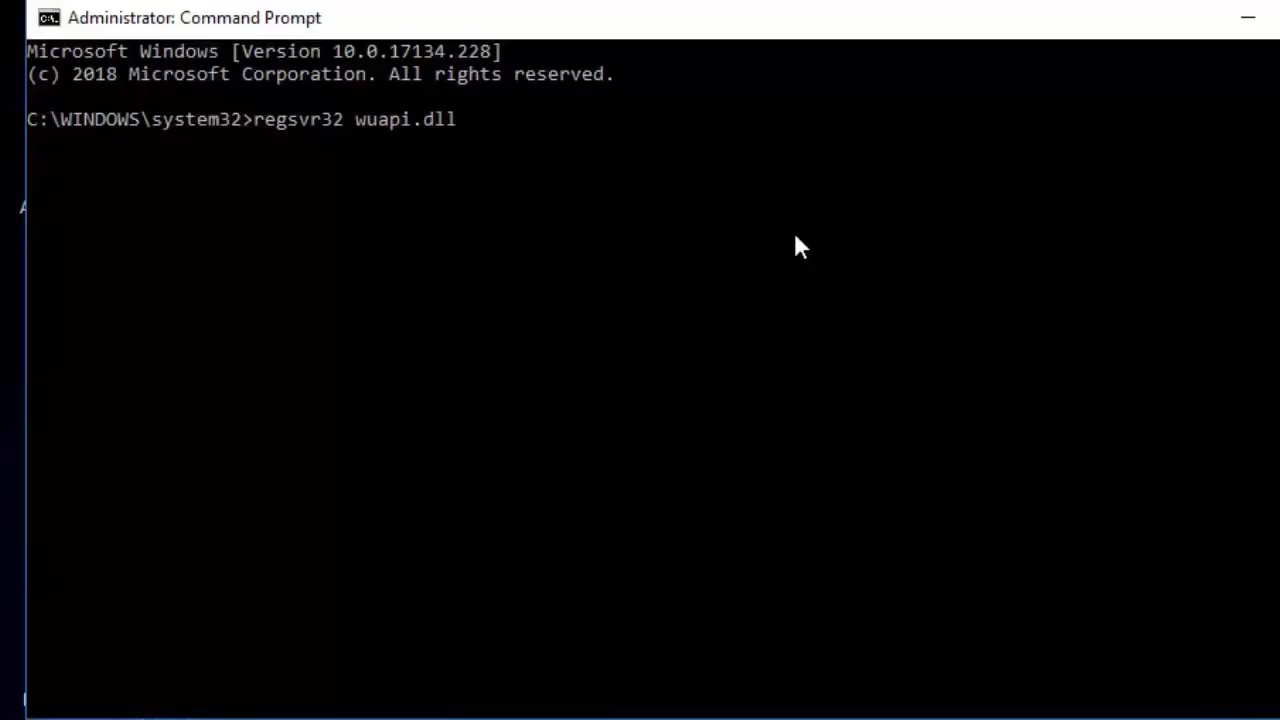 Administrator: Command Prompt
Microsoft Windows [Version 10.0.17134.228]
(c) 2018 Microsoft Corporation. All rights reserved.
C:\WINDOWS\system32>regsvr32 wuapi.dll